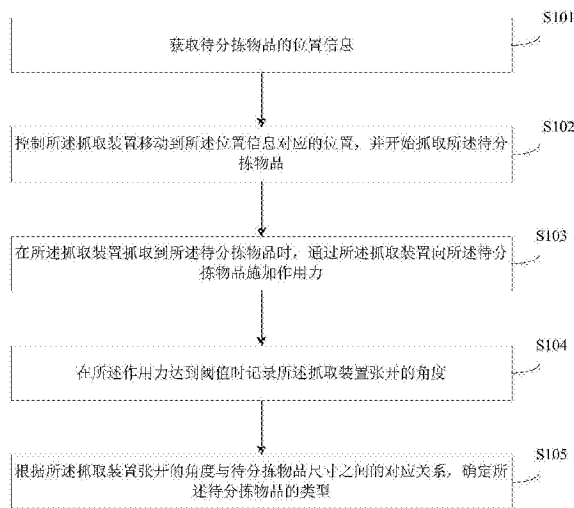 S101
获取待分拣物品的位置信息
S102
控制所述抓取装置移动到所述位置信息对应的位置，并开始抓取所述待分
拣物品
S103
在所述抓取装置抓取到所述待分拣物品时，通过所述抓取装置向所述待分
拣物品施加作用力
S104
在所述作用力达到阈值时记录所述抓取装置张开的角度
S105
根据所述抓取装置张开的角度与待分拣物品尺寸之间的对应关系，确定所
述待分拣物品的类型